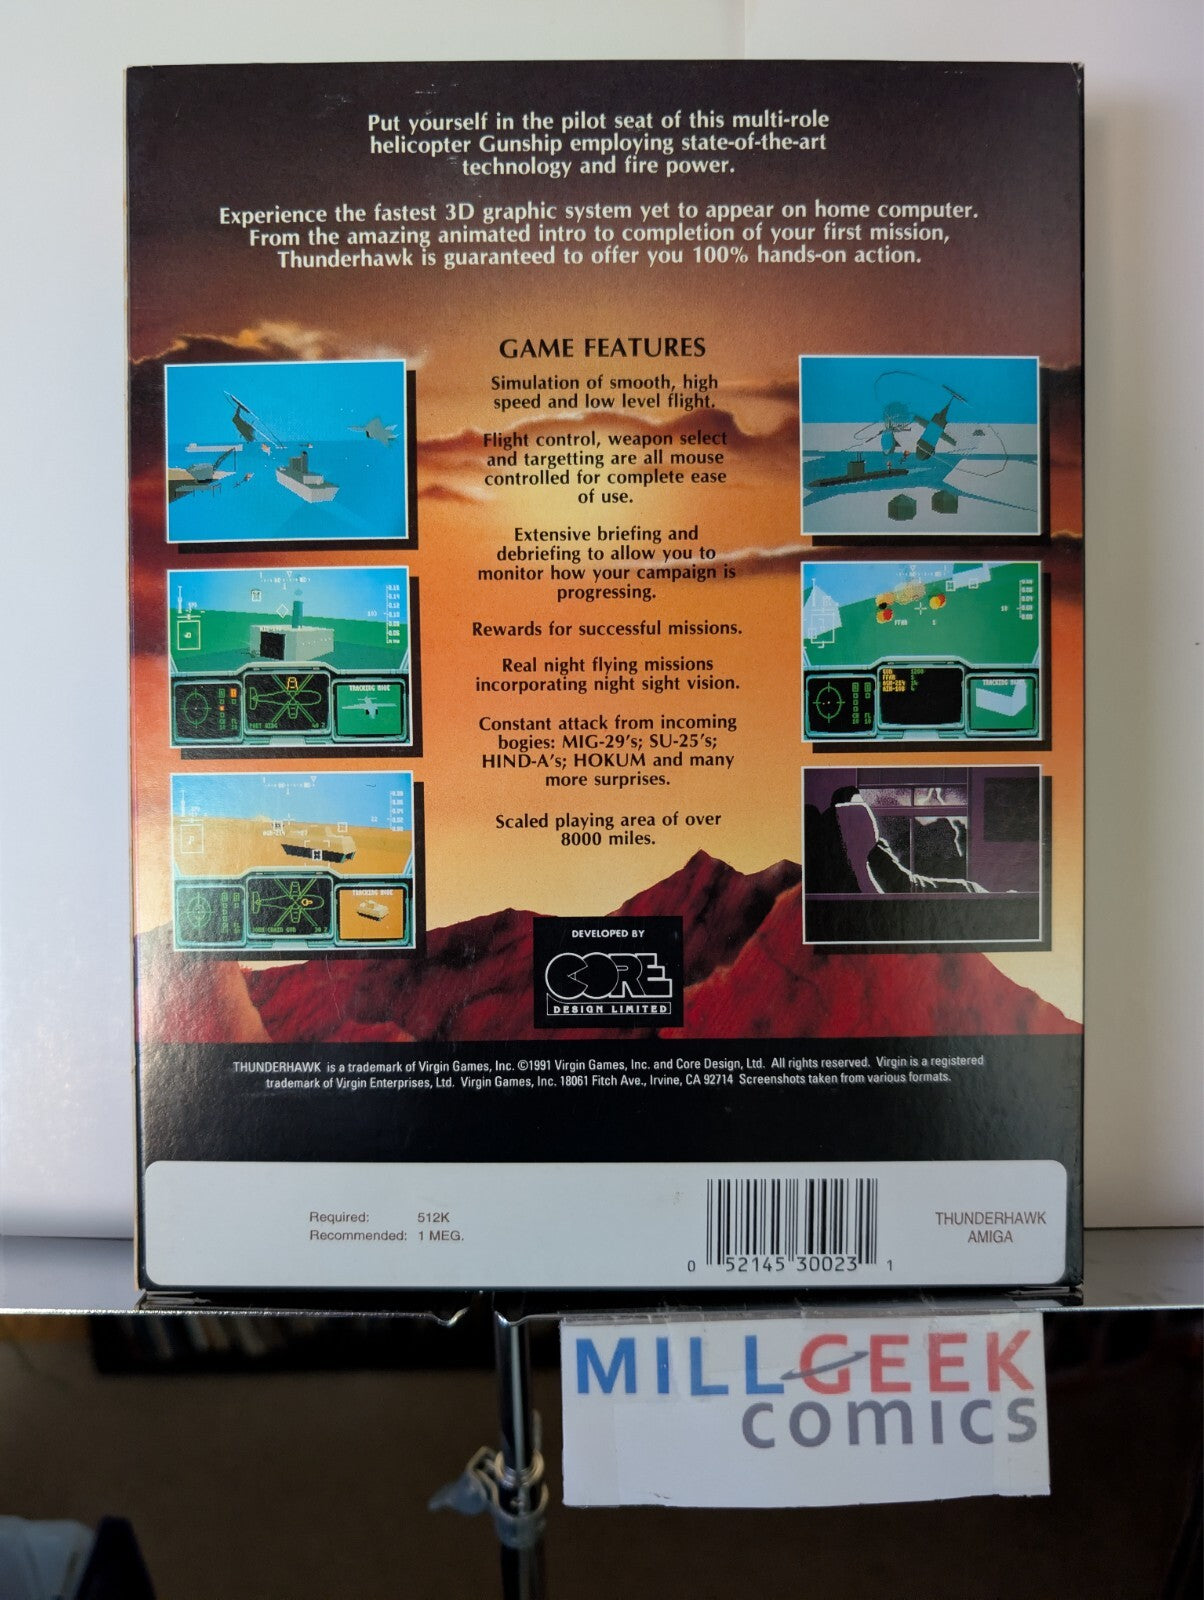 Put yourself in the pilot seat of this multi-role
helicopter Gunship employing state-of-the-art
technology and fire power.
Experience the fastest 3D graphic system yet to appear on home computer.
From the amazing animated intro to completion of your first mission,
Thunderhawk is guaranteed to offer you 100% hands-on action.
GAME FEATURES
Simulation of smooth, high
speed and low level flight.
Flight control, weapon select
and targetting are all mouse
controlled for complete ease
of use.
Extensive briefing and
debriefing to allow you to
monitor how your campaign is
progressing.
Rewards for successful missions.
Real night flying missions
incorporating night sight vision.
Constant attack from incoming
bogies: MIG-29's; SU-25's;
HIND-A's; HOKUM and many
more surprises.
Scaled playing area of over
8000 miles.
TRACKING MODE
TRACKING MODE
DEVELOPED BY
CORE
DESIGN LIMITED
THUNDERHAWK is a trademark of Virgin Games, Inc. ©1991 Virgin Games, Inc. and Core Design, Ltd. All rights reserved. Virgin is a registered
trademark of Virgin Enterprises, Ltd. Virgin Games, Inc. 18061 Fitch Ave., Irvine, CA 92714 Screenshots taken from various formats.
Required: 512K
Recommended: 1 MEG.
0 52145 30023 1
THUNDERHAWK
AMIGA
MILLGEEK
comics